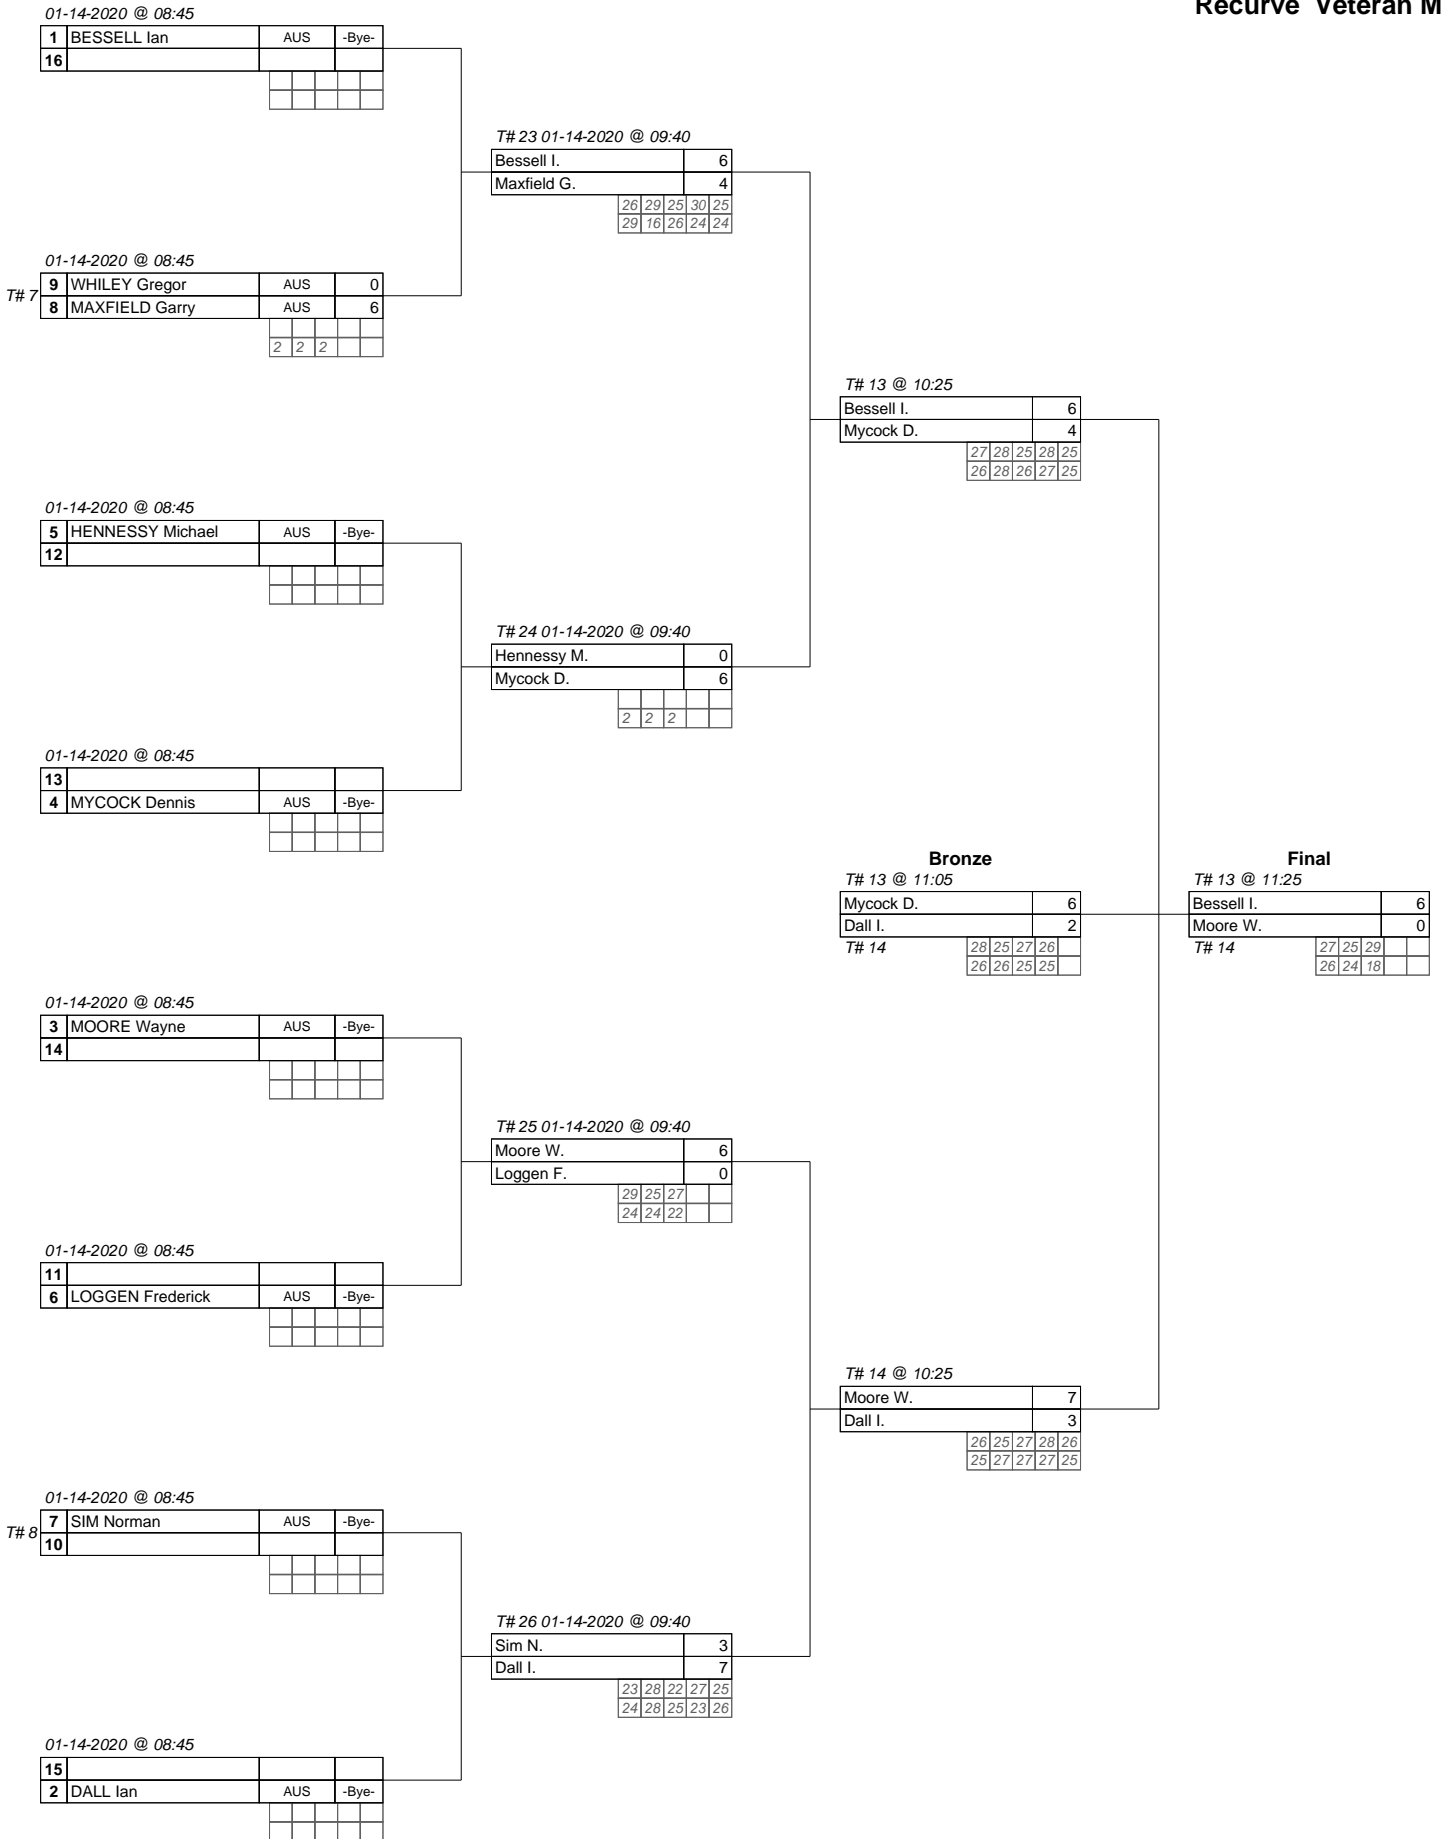 Recurve Veteran M
01-14-2020 @ 08:45
1 BESSELL Ian AUS -Bye-
16
T# 23 01-14-2020 @ 09:40
Bessell I. 6
Maxfield G. 4
26 29 25 30 25
29 16 26 24 24
01-14-2020 @ 08:45
T# 7
9 WHILEY Gregor AUS 0
8 MAXFIELD Garry AUS 6
2 2 2
T# 13 @ 10:25
Bessell I. 6
Mycock D. 4
27 28 25 28 25
26 28 26 27 25
01-14-2020 @ 08:45
5 HENNESSY Michael AUS -Bye-
12
T# 24 01-14-2020 @ 09:40
Hennessy M. 0
Mycock D. 6
2 2 2
01-14-2020 @ 08:45
13
4 MYCOCK Dennis AUS -Bye-
Bronze
T# 13 @ 11:05
Mycock D. 6
Dall I. 2
T# 14
28 25 27 26
26 26 25 25
Final
T# 13 @ 11:25
Bessell I. 6
Moore W. 0
T# 14
27 25 29
26 24 18
01-14-2020 @ 08:45
3 MOORE Wayne AUS -Bye-
14
T# 25 01-14-2020 @ 09:40
Moore W. 6
Loggen F. 0
29 25 27
24 24 22
01-14-2020 @ 08:45
11
6 LOGGEN Frederick AUS -Bye-
T# 14 @ 10:25
Moore W. 7
Dall I. 3
26 25 27 28 26
25 27 27 27 25
01-14-2020 @ 08:45
T# 8
7 SIM Norman AUS -Bye-
10
T# 26 01-14-2020 @ 09:40
Sim N. 3
Dall I. 7
23 28 22 27 25
24 28 25 23 26
01-14-2020 @ 08:45
15
2 DALL Ian AUS -Bye-